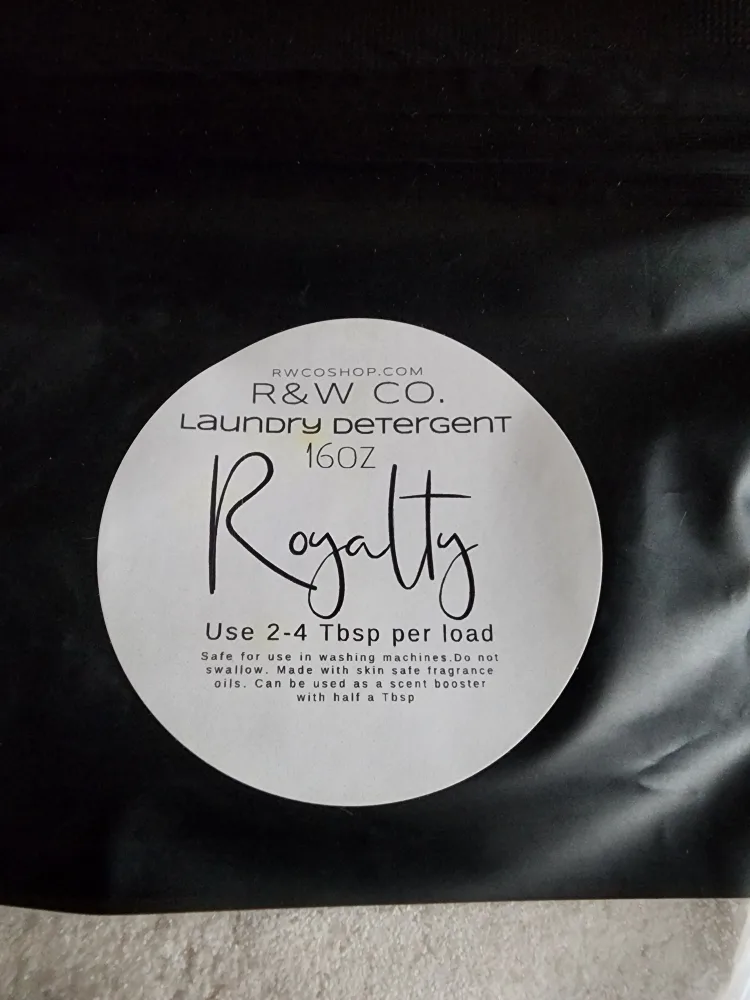 RWCOSHOP.COM
R&W CO.
Laundry Detergent
16OZ
Royalty
Use 2-4 Tbsp per load
Safe for use in washing machines.Do not
swallow. Made with skin safe fragrance
oils. Can be used as a scent booster
with half a Tbsp